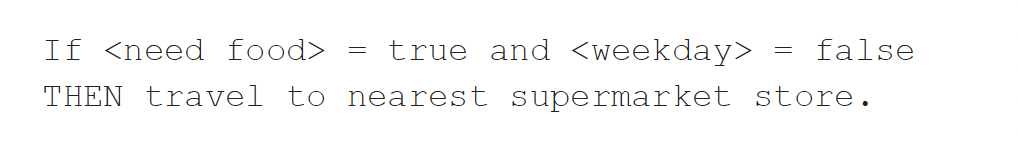 If <need food> = true and <weekday> = false
THEN travel to nearest supermarket store.